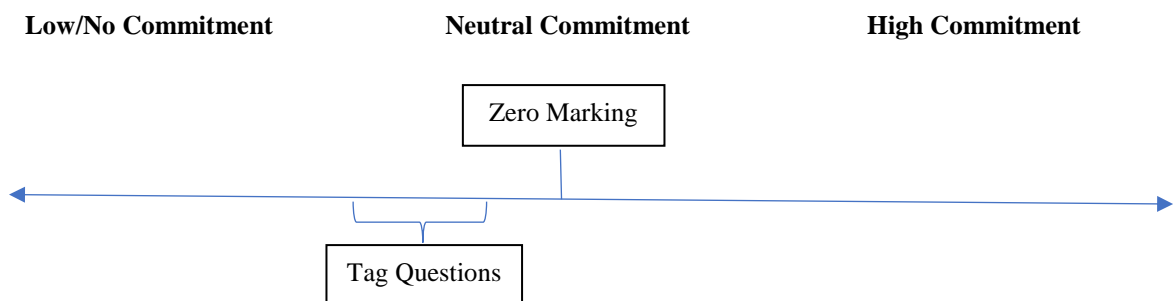 Low/No Commitment Neutral Commitment High Commitment
Zero Marking
Tag Questions